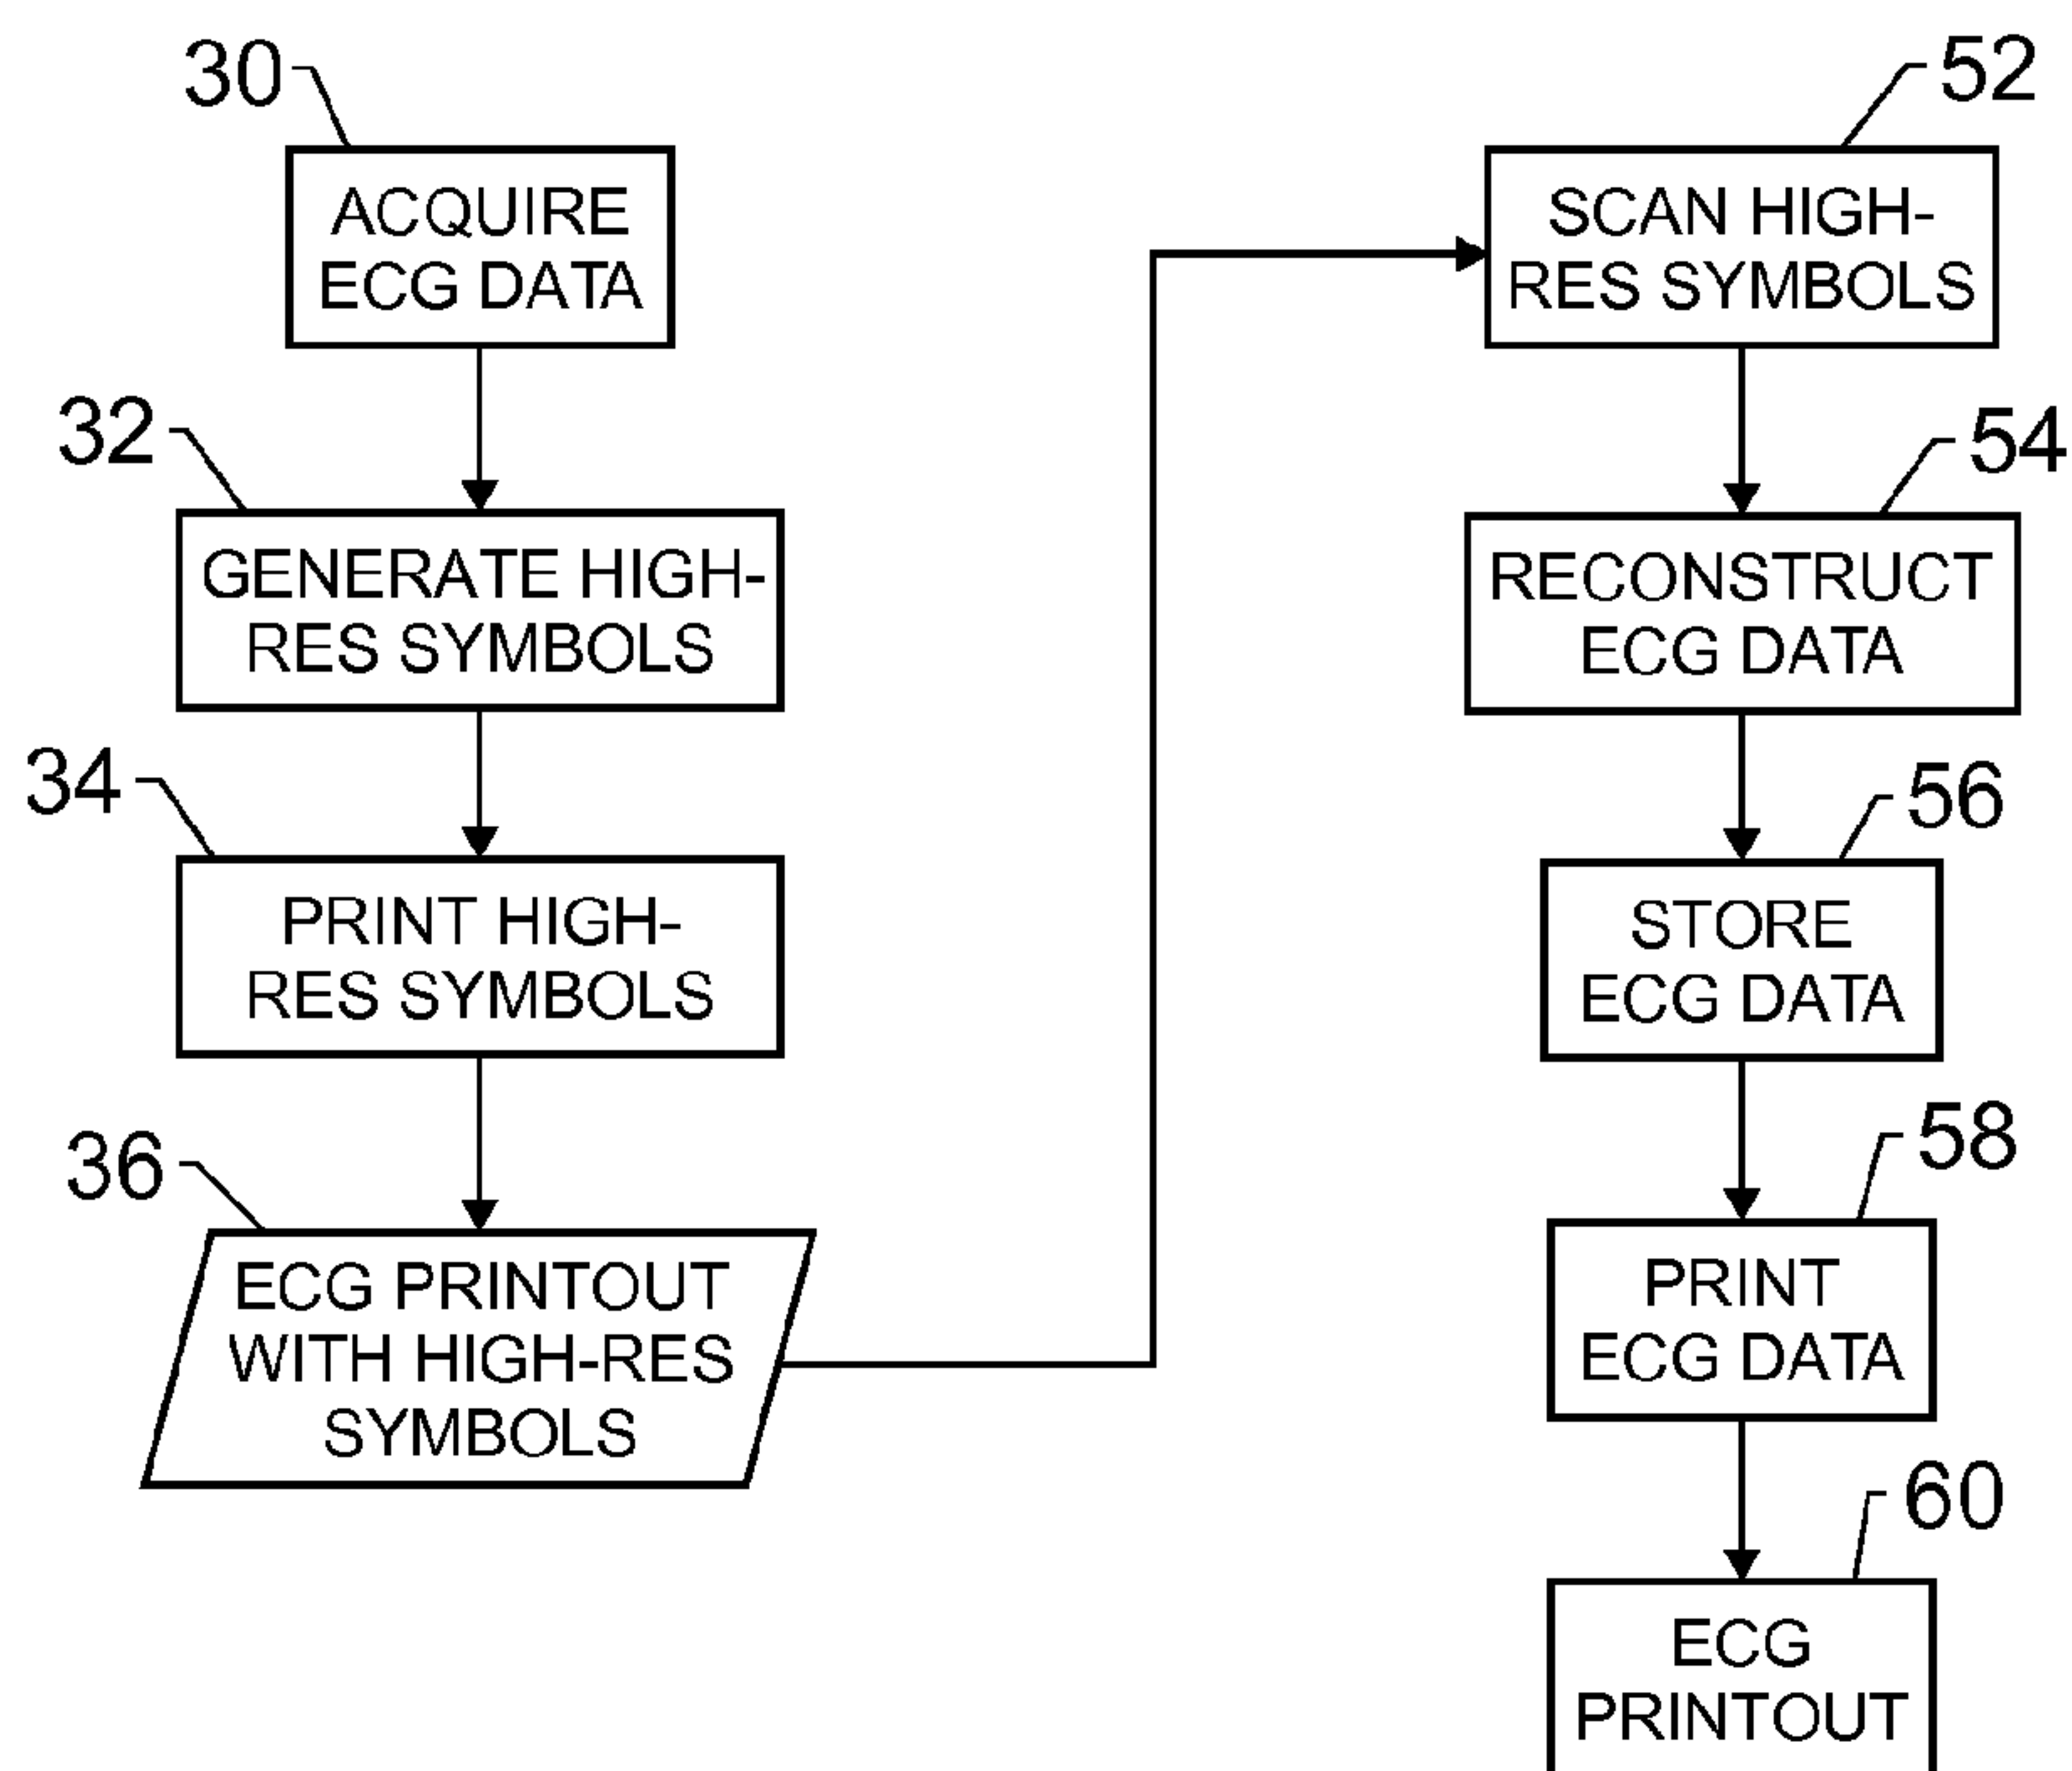 30
ACQUIRE
ECG DATA
32
GENERATE HIGH-
RES SYMBOLS
34
PRINT HIGH-
RES SYMBOLS
36
ECG PRINTOUT
WITH HIGH-RES
SYMBOLS
52
SCAN HIGH-
RES SYMBOLS
54
RECONSTRUCT
ECG DATA
56
STORE
ECG DATA
58
PRINT
ECG DATA
60
ECG
PRINTOUT